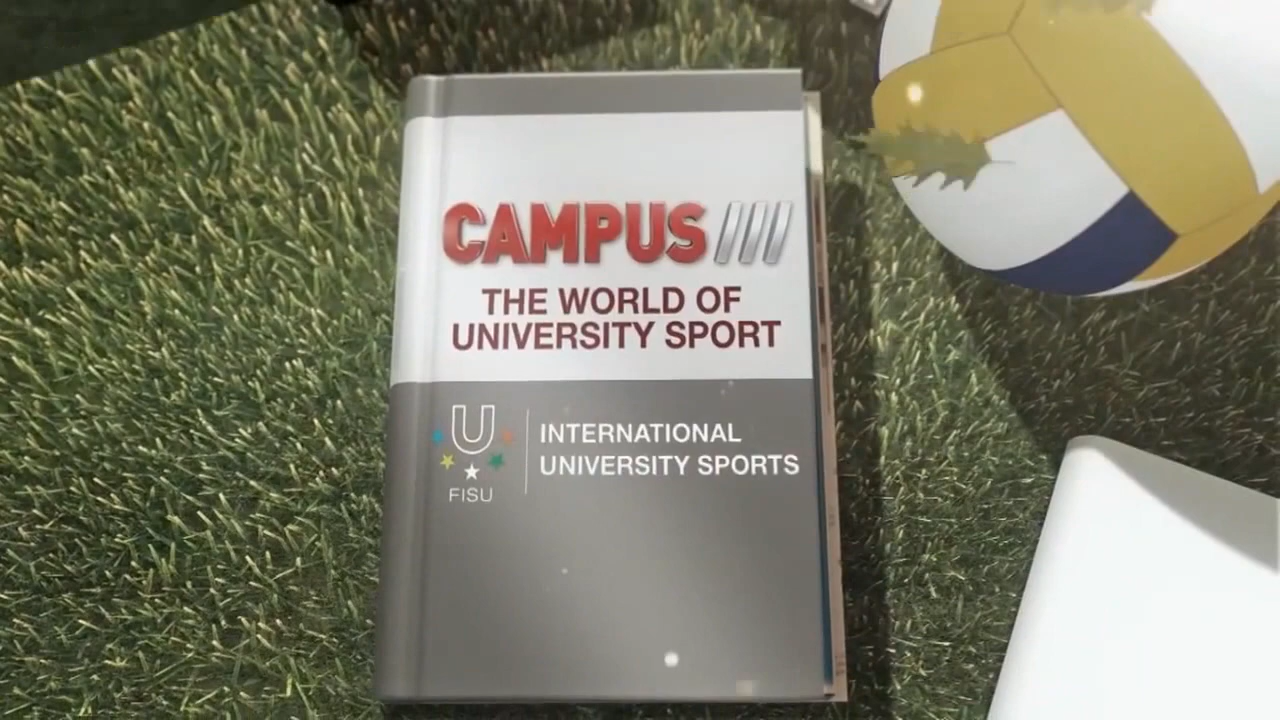 CAMPUS
THE WORLD OF
UNIVERSITY SPORT
U
FISU
INTERNATIONAL
UNIVERSITY SPORTS